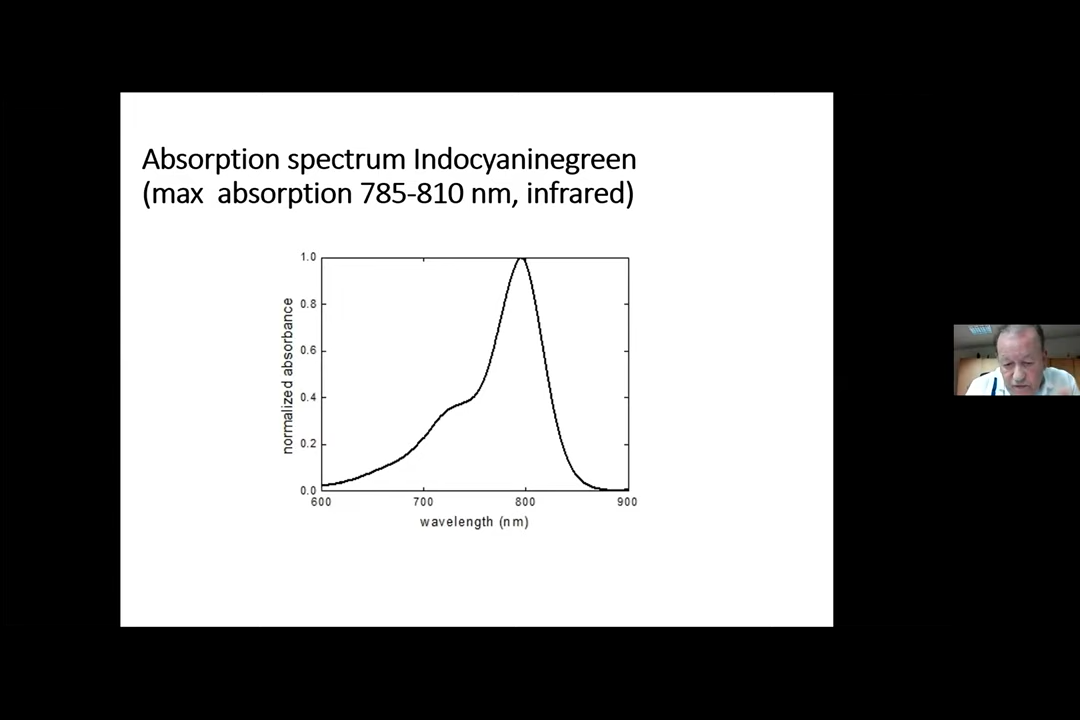 Absorption spectrum Indocyaninegreen
(max  absorption 785-810 nm, infrared)
1.0
0.8
0.6
0.4
0.2
0.0
normalized absorbance
600 700 800 900
wavelength (nm)